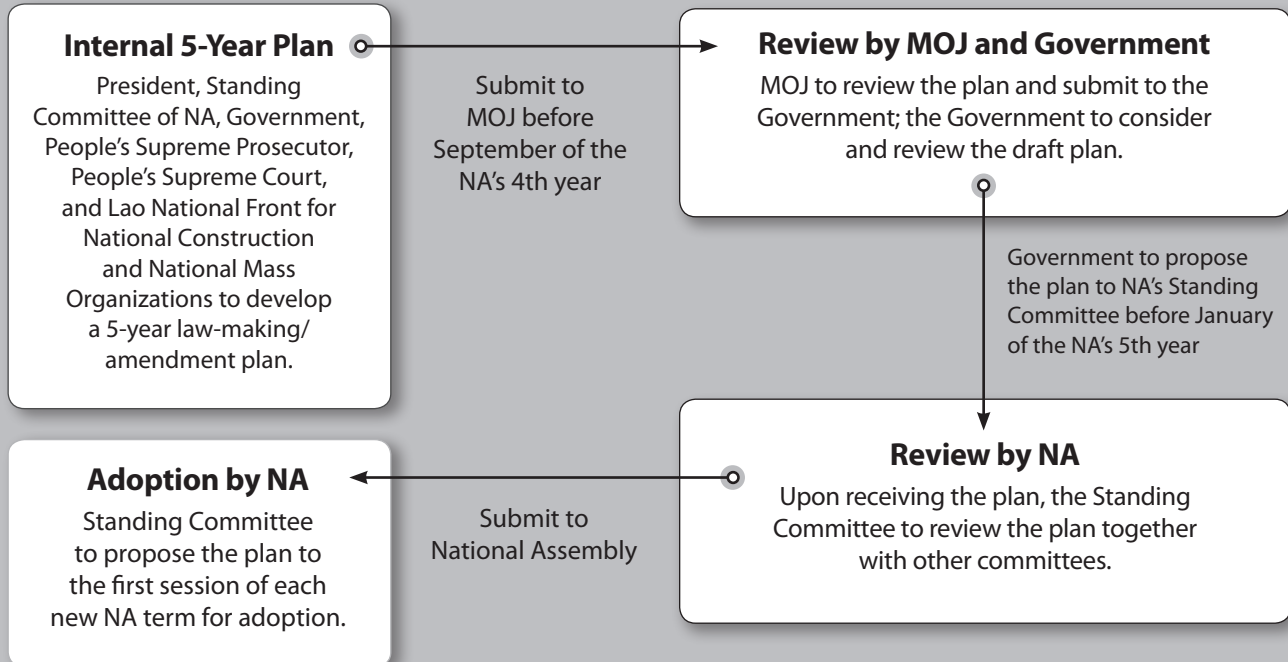 Internal 5-Year Plan
President, Standing
Committee of NA, Government,
People’s Supreme Prosecutor,
People’s Supreme Court,
and Lao National Front for
National Construction
and National Mass
Organizations to develop
a 5-year law-making/
amendment plan.
Submit to
MOJ before
September of the
NA’s 4th year
Review by MOJ and Government
MOJ to review the plan and submit to the
Government; the Government to consider
and review the draft plan.
Government to propose
the plan to NA’s Standing
Committee before January
of the NA’s 5th year
Review by NA
Upon receiving the plan, the Standing
Committee to review the plan together
with other committees.
Submit to
National Assembly
Adoption by NA
Standing Committee
to propose the plan to
the first session of each
new NA term for adoption.